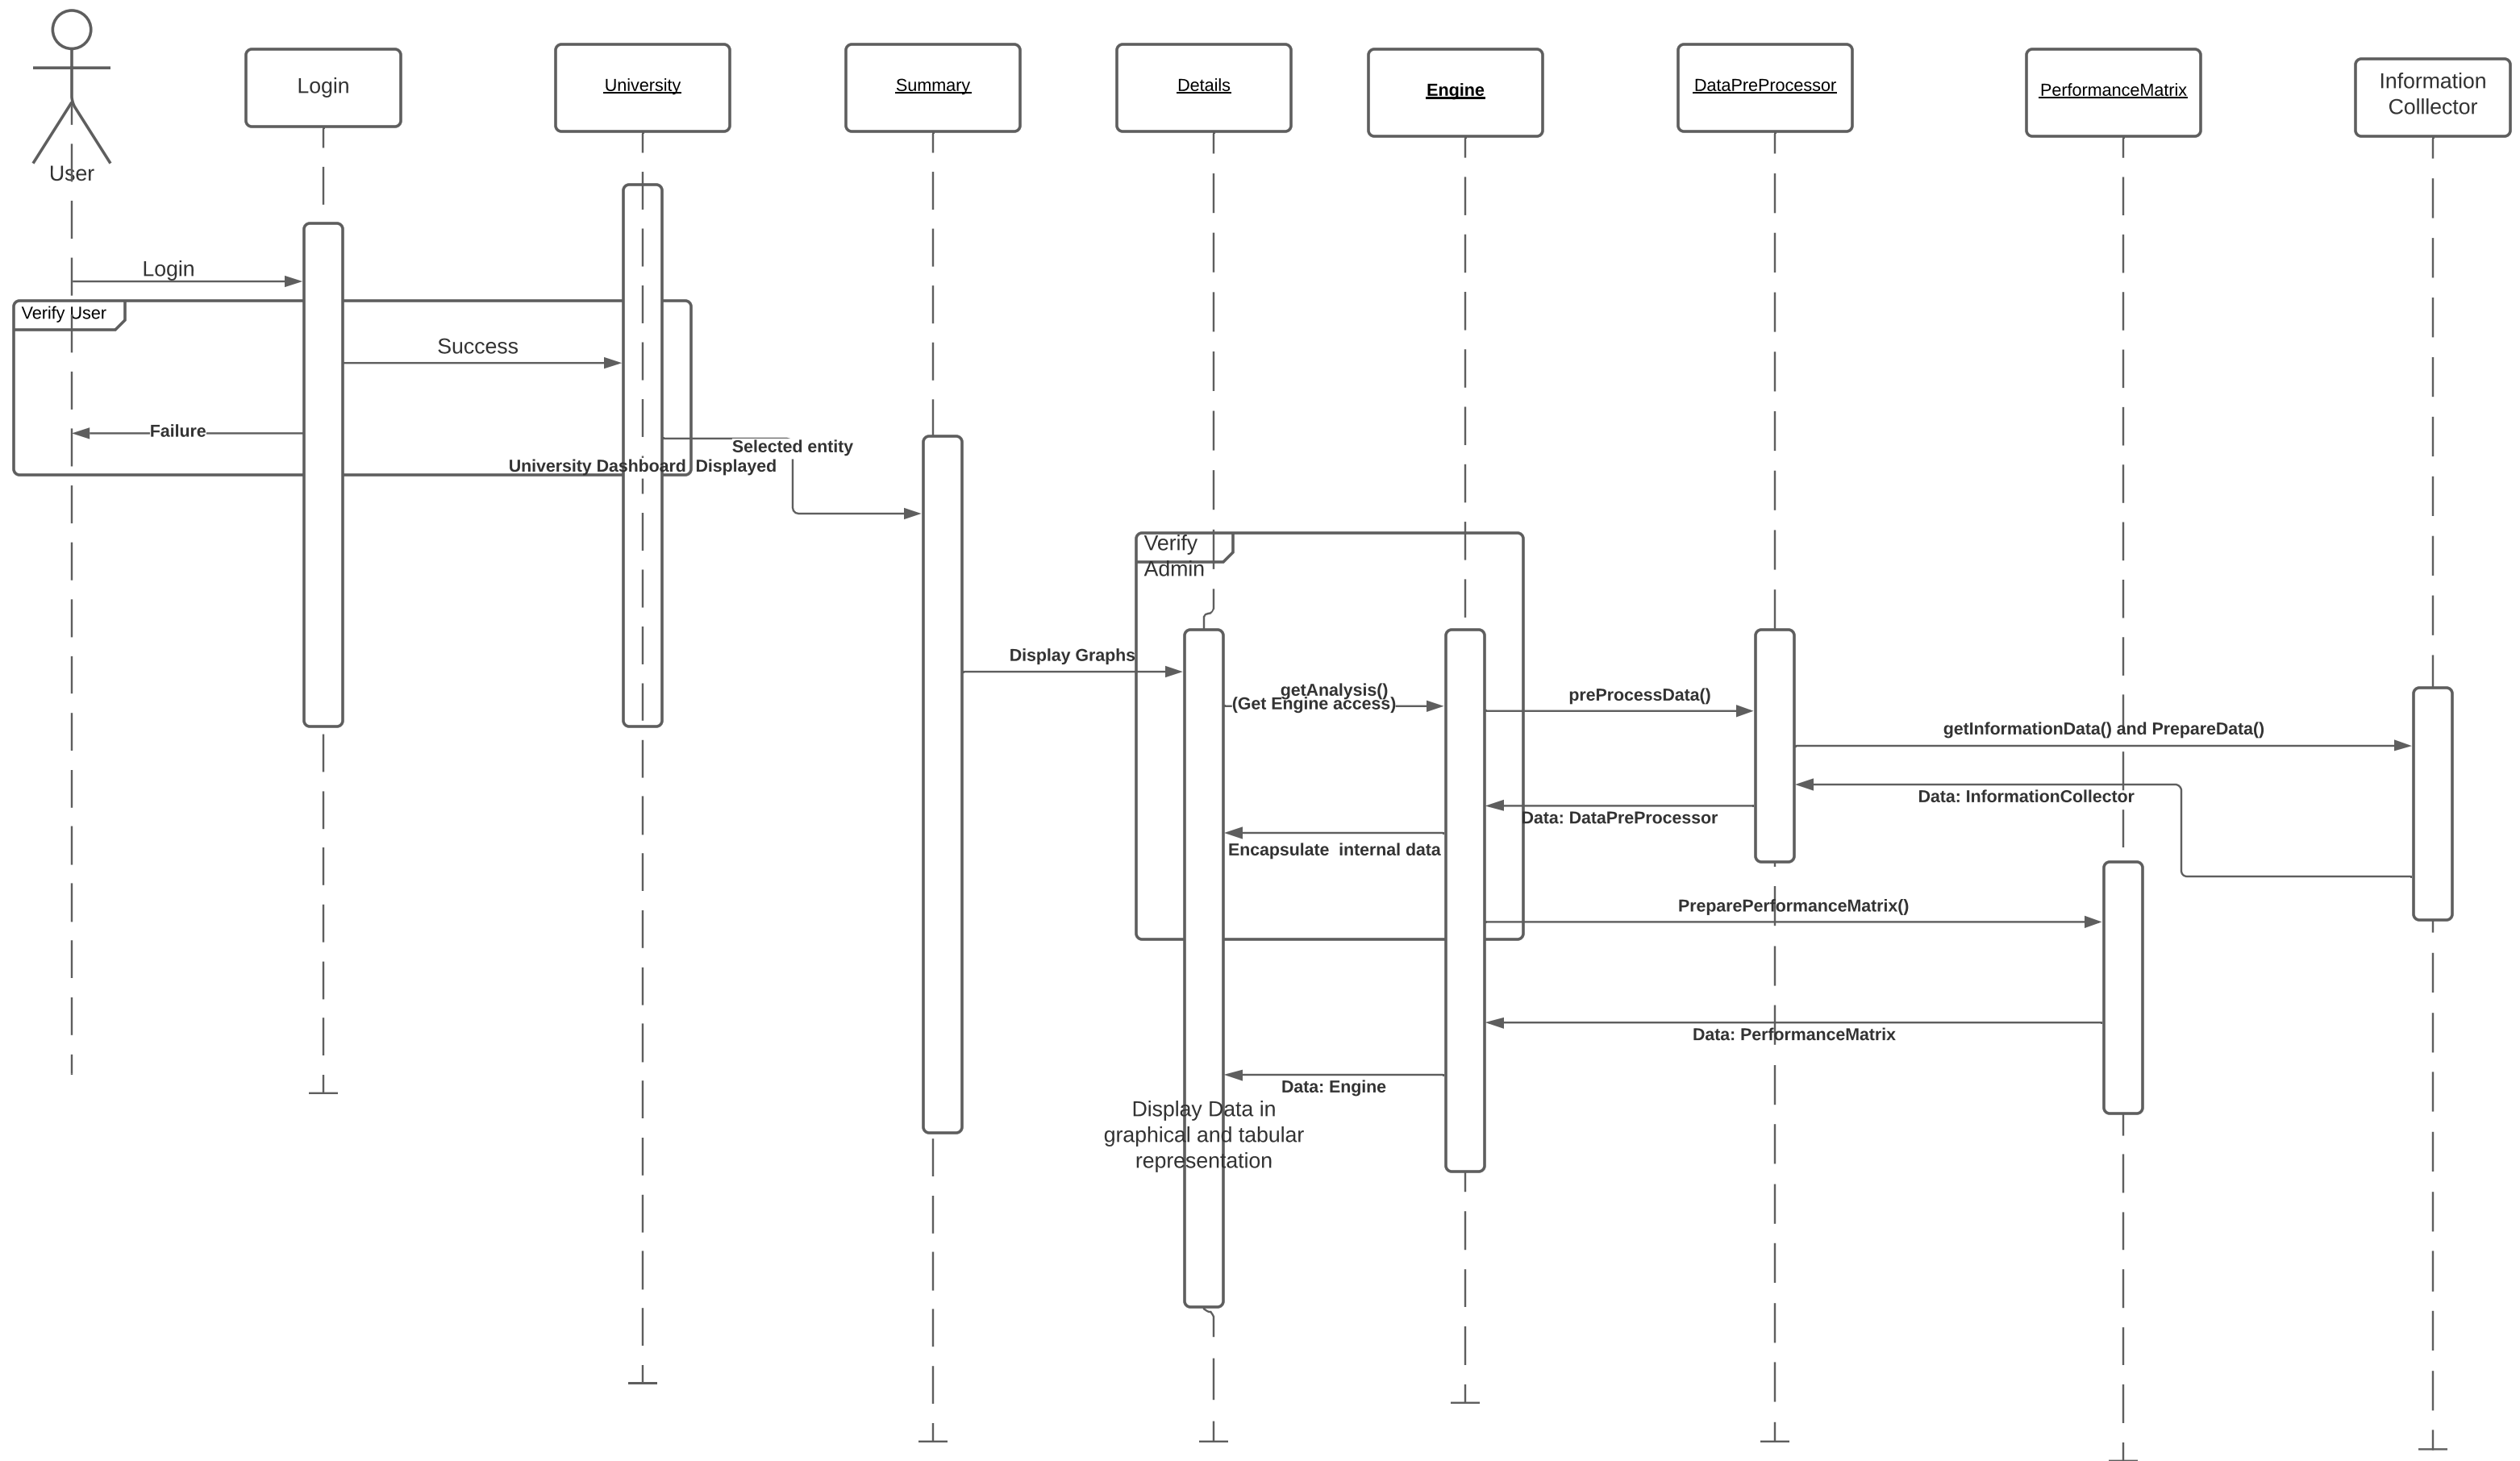 User
Login
University
Summary
Details
Engine
DataPreProcessor
PerformanceMatrix
Information
Colllector
Login
Verify User
Success
Failure
Selected entity
University Dashboard  Displayed
Verify
Admin
Display Graphs
getAnalysis()
(Get Engine access)
preProcessData()
getInformationData() and PrepareData()
Data: InformationCollector
Data: DataPreProcessor
Encapsulate  internal data
PreparePerformanceMatrix()
Data: PerformanceMatrix
Data: Engine
Display Data in
graphical and tabular
representation